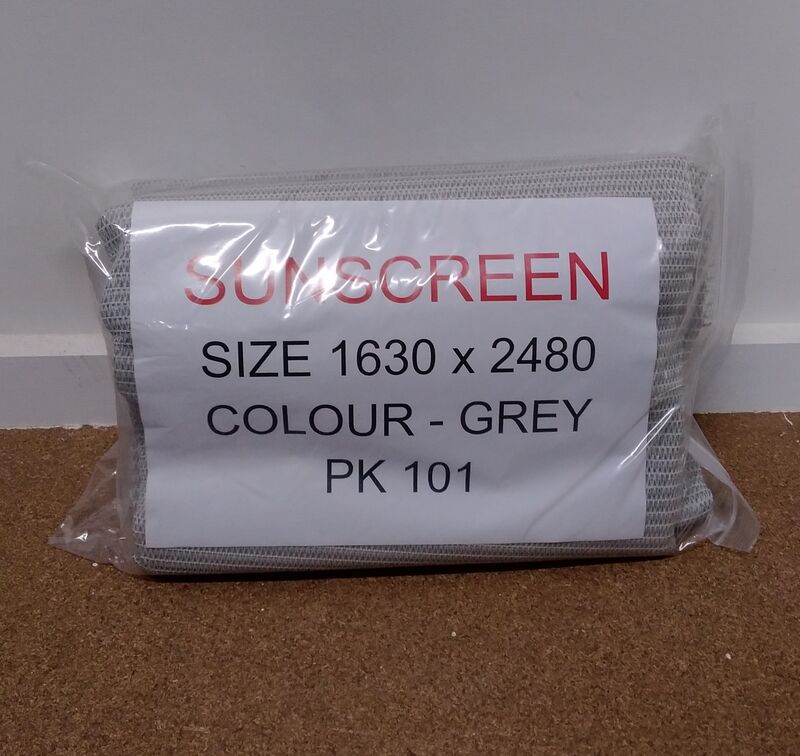 SUNSCREEN
SIZE 1630 x 2480
COLOUR - GREY
PK 101